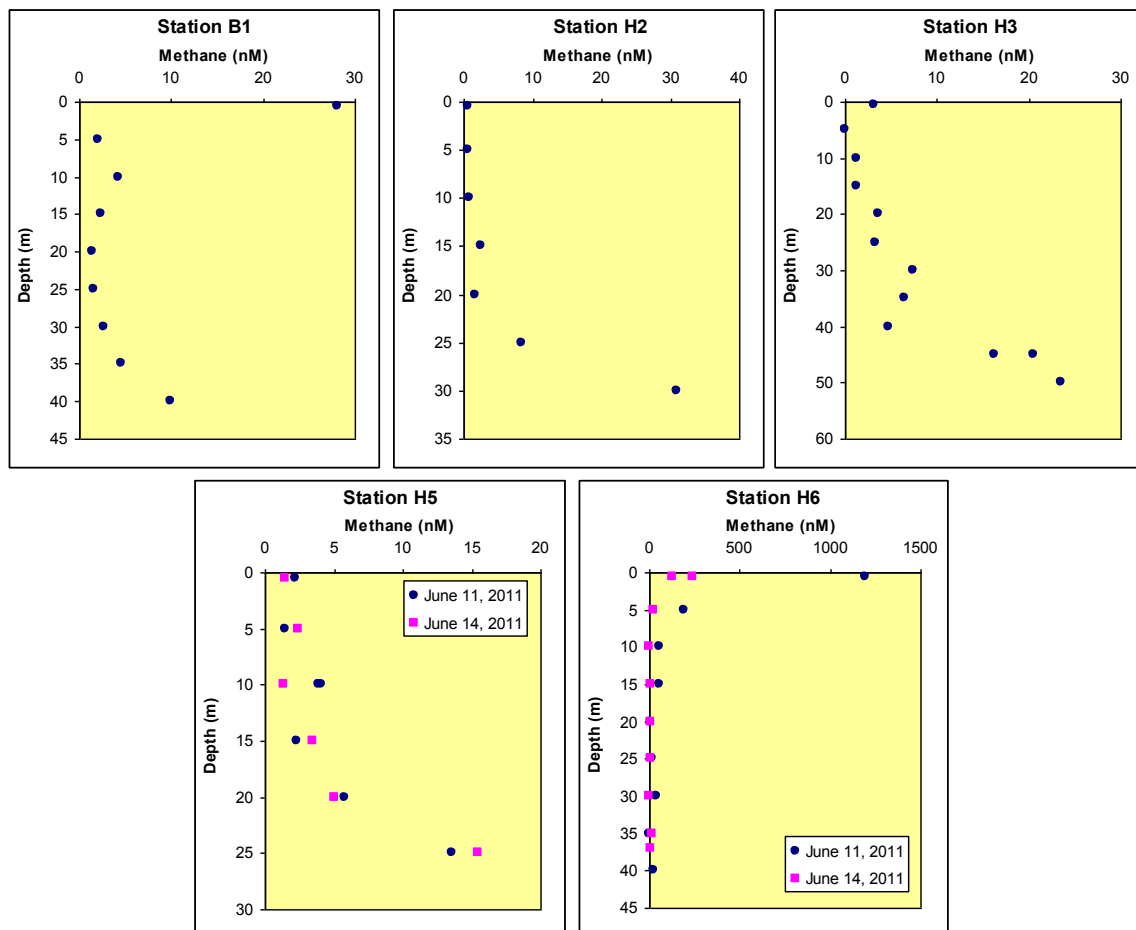 Station B1
Methane (nM)
0 10 20 30
Depth (m)
0
5
10
15
20
25
30
35
40
45
Station H2
Methane (nM)
0 10 20 30 40
Depth (m)
0
5
10
15
20
25
30
35
Station H3
Methane (nM)
0 10 20 30
Depth (m)
0
10
20
30
40
50
60
Station H5
Methane (nM)
0 5 10 15 20
Depth (m)
0
5
10
15
20
25
30
June 11, 2011
June 14, 2011
Station H6
Methane (nM)
0 500 1000 1500
Depth (m)
0
5
10
15
20
25
30
35
40
45
June 11, 2011
June 14, 2011